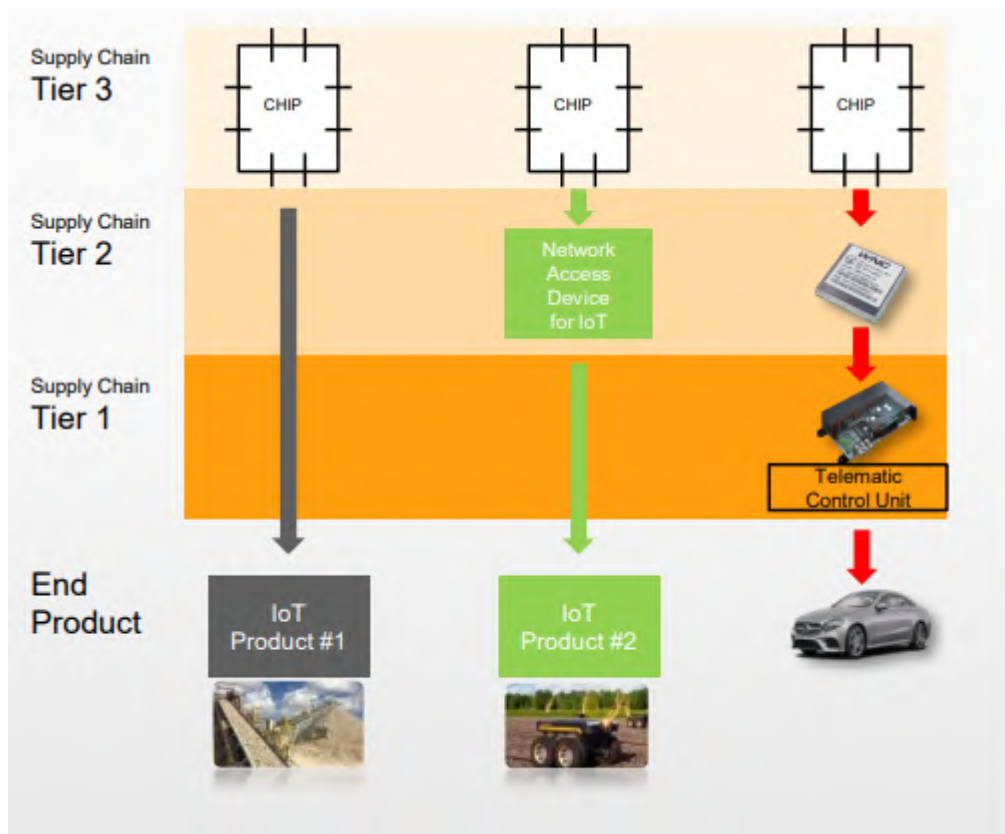 Supply Chain
Tier 3
CHIP
CHIP
CHIP
Supply Chain
Tier 2
Network
Access
Device
for IoT
WNC
Supply Chain
Tier 1
Telematic
Control Unit
End
Product
IoT
Product #1
IoT
Product #2